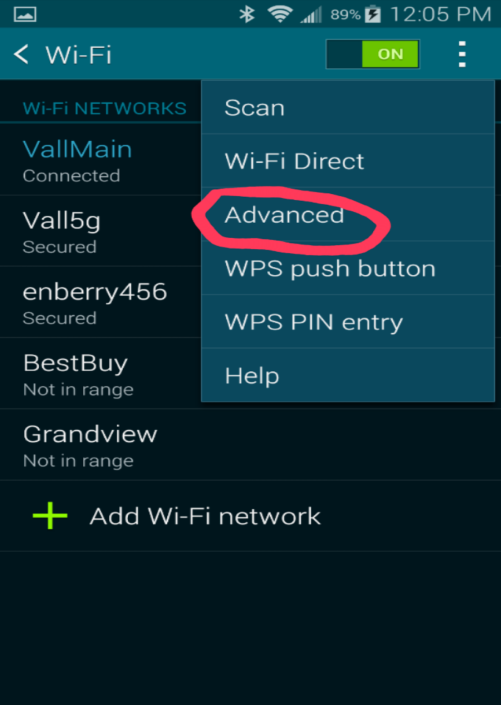 89% 12:05 PM
Wi-Fi
ON
Wi-Fi NETWORKS
VallMain
Connected
Vall5g
Secured
enberry456
Secured
BestBuy
Not in range
Grandview
Not in range
Add Wi-Fi network
Scan
Wi-Fi Direct
Advanced
WPS push button
WPS PIN entry
Help